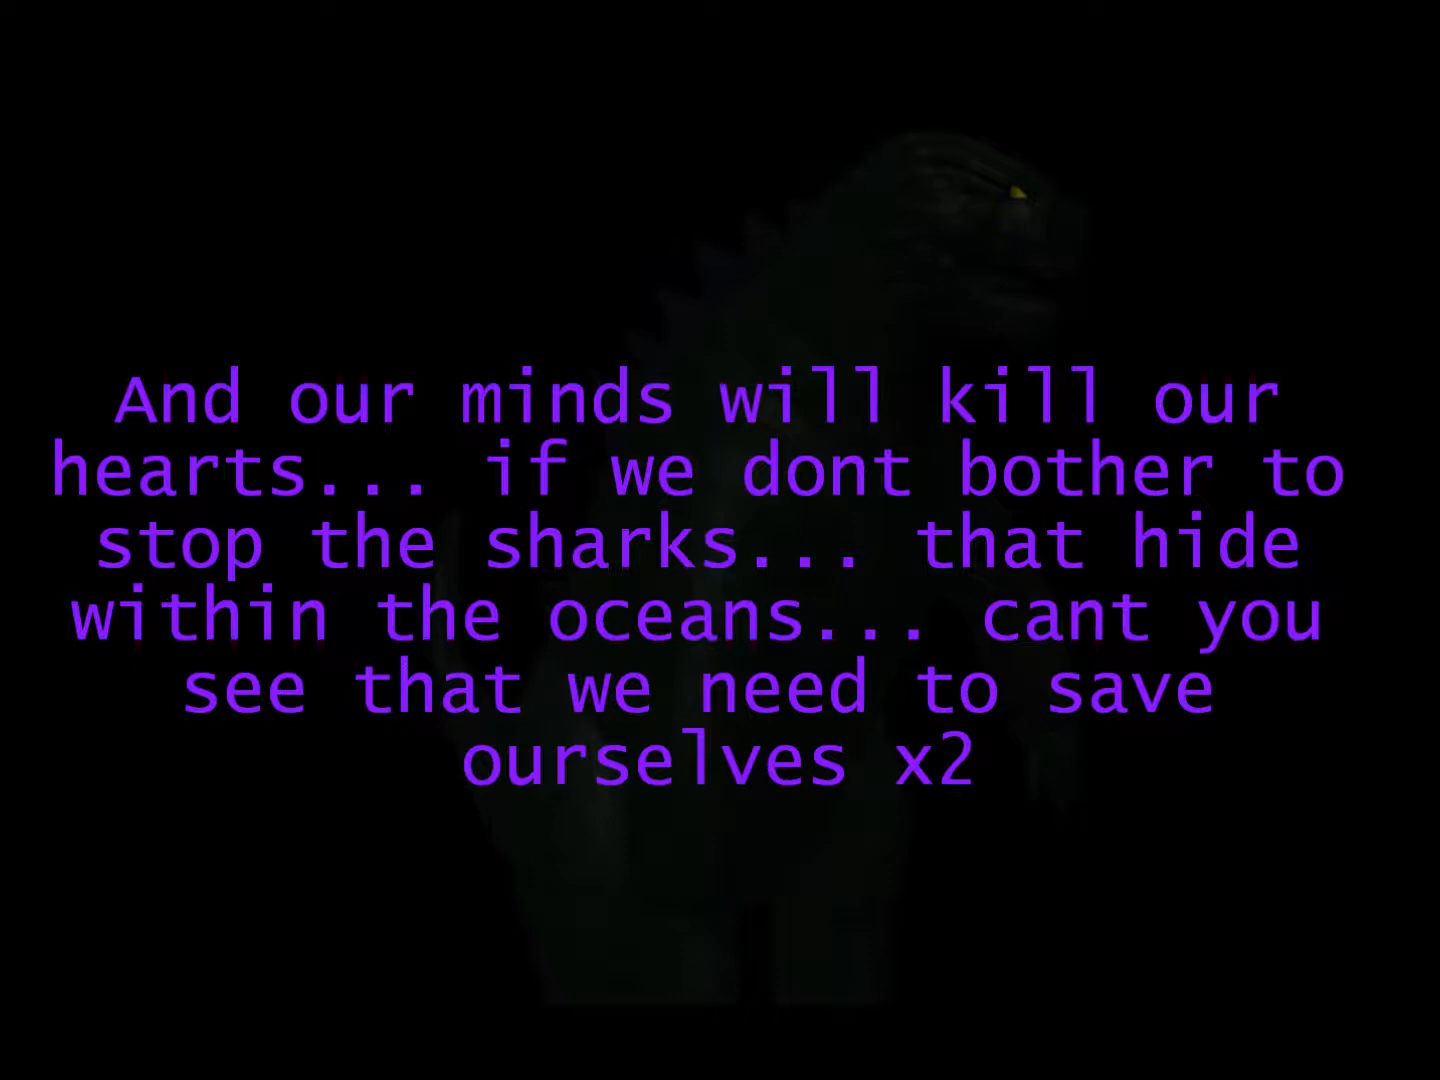 And our minds will kill our
hearts... if we dont bother to
stop the sharks... that hide
within the oceans... cant you
see that we need to save
ourselves x2